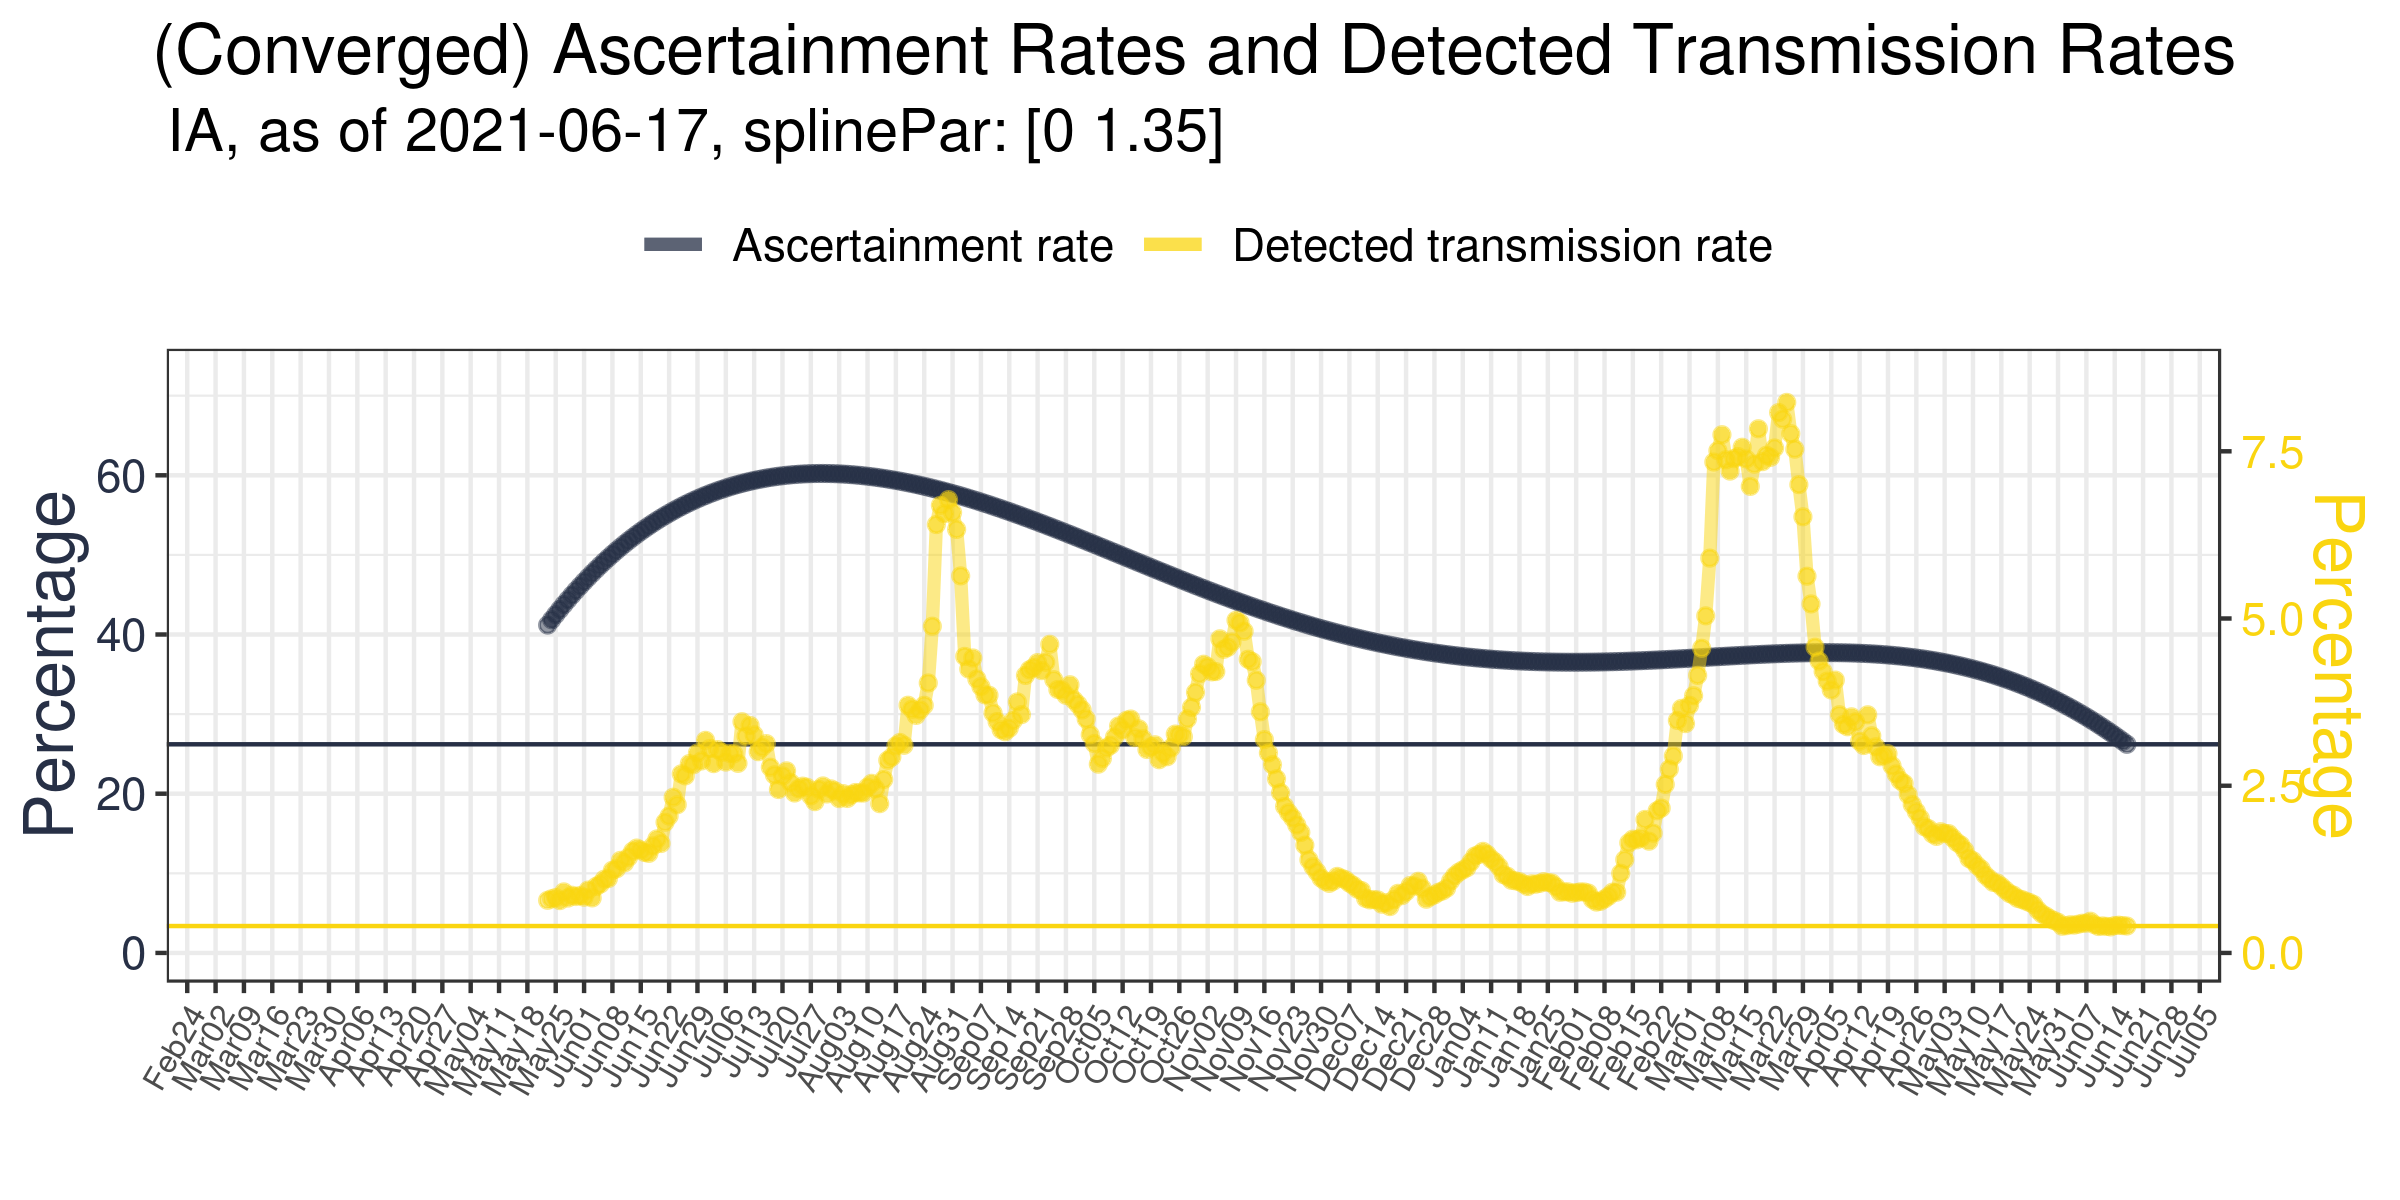 (Converged) Ascertainment Rates and Detected Transmission Rates
IA, as of 2021-06-17, splinePar: [0 1.35]
Ascertainment rate Detected transmission rate
Percentage
60
40
20
0
7.5
5.0
2.5
0.0
Percentage
Feb24 Mar02 Mar09 Mar16 Mar23 Mar30 Apr06 Apr13 Apr20 Apr27 May04 May11 May18 May25 Jun01 Jun08 Jun15 Jun22 Jun29 Jul06 Jul13 Jul20 Jul27 Aug03 Aug10 Aug17 Aug24 Aug31 Sep07 Sep14 Sep21 Sep28 Oct05 Oct12 Oct19 Oct26 Nov02 Nov09 Nov16 Nov23 Nov30 Dec07 Dec14 Dec21 Dec28 Jan04 Jan11 Jan18 Jan25 Feb01 Feb08 Feb15 Feb22 Mar01 Mar08 Mar15 Mar22 Mar29 Apr05 Apr12 Apr19 Apr26 May03 May10 May17 May24 May31 Jun07 Jun14 Jun21 Jun28 Jul05